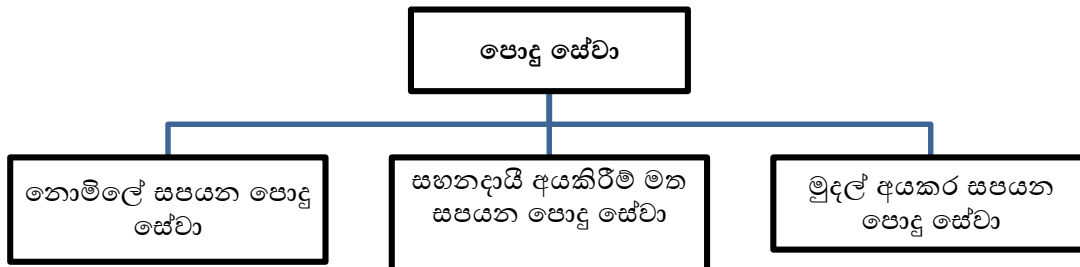 පොදු සේවා
නොමිලේ සපයන පොදු
සේවා
සහනදායී අයකිරීම් මත
සපයන පොදු සේවා
මුදල් අයකර සපයන
පොදු සේවා